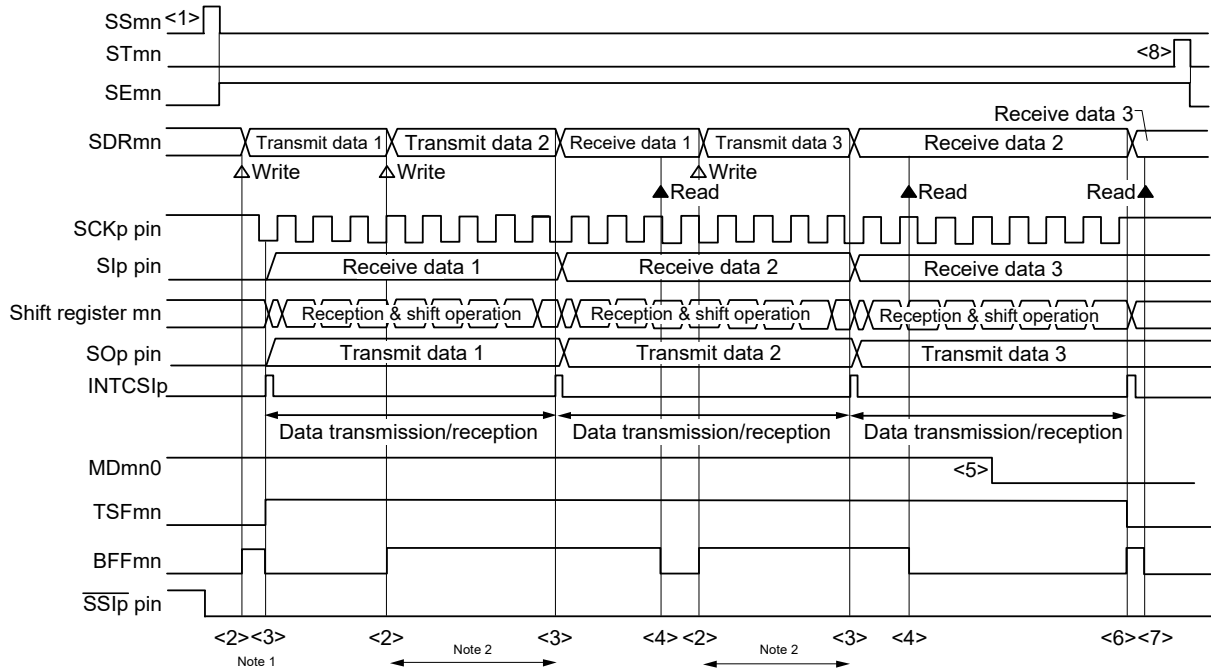 SSmn <1>
STmn <8>
SEmn
Receive data 3
SDRmn Transmit data 1 Transmit data 2 Receive data 1 Transmit data 3 Receive data 2
Write Write Write
Read Read Read
SCKp pin
SIp pin Receive data 1 Receive data 2 Receive data 3
Shift register mn Reception & shift operation Reception & shift operation Reception & shift operation
SOp pin Transmit data 1 Transmit data 2 Transmit data 3
INTCSIp
Data transmission/reception Data transmission/reception Data transmission/reception
MDmn0 <5>
TSFmn
BFFmn
SSIp pin
<2> <3> <2> <3> <4> <2> <3> <4> <6> <7>
Note 1 Note 2 Note 2